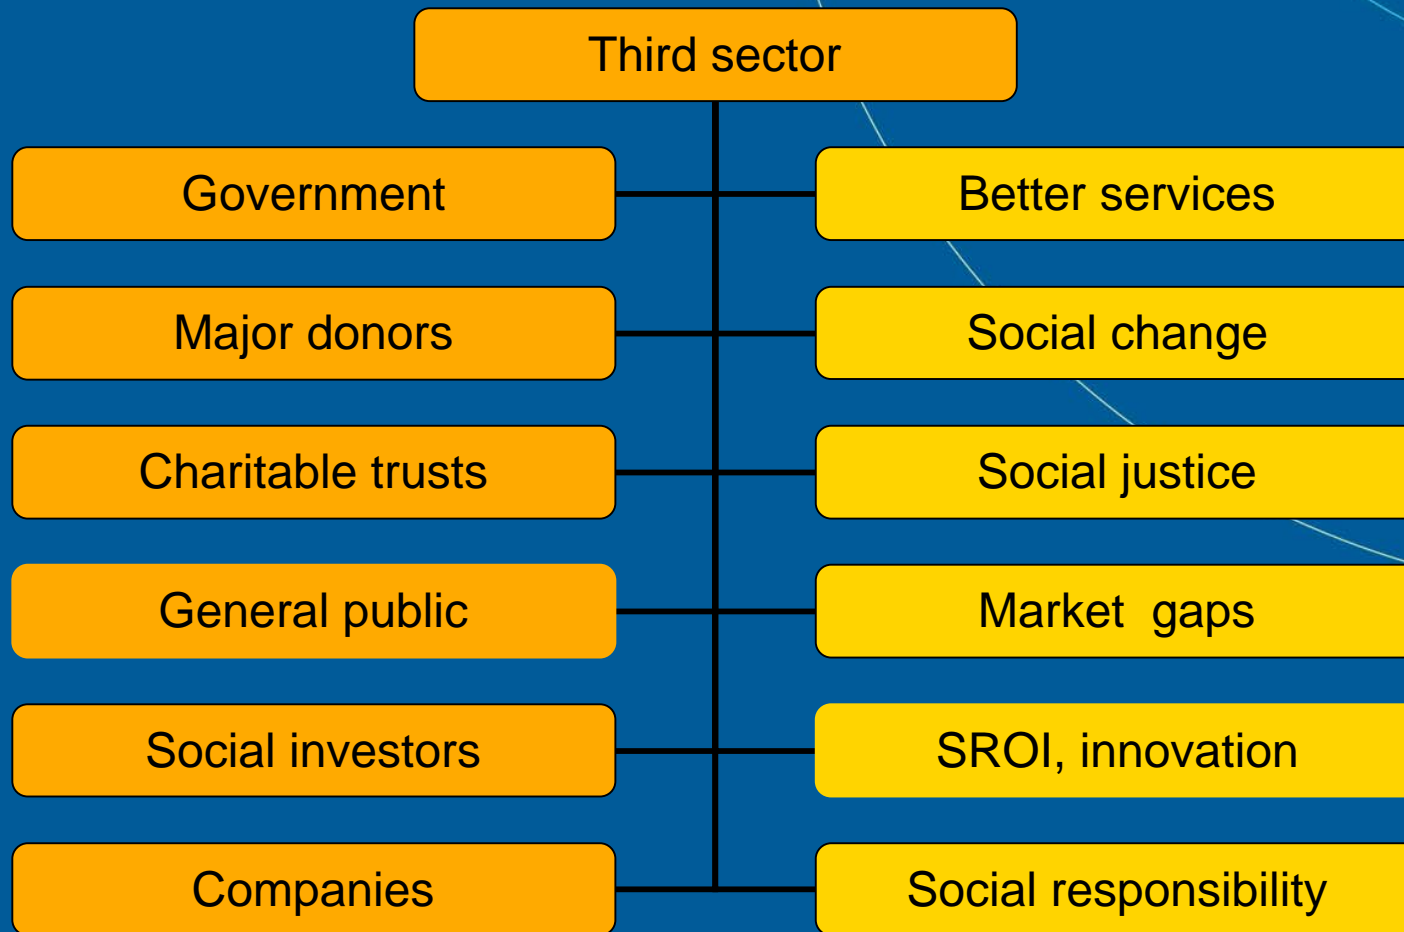 Third sector
Government
Better services
Major donors
Social change
Charitable trusts
Social justice
General public
Market  gaps
Social investors
SROI, innovation
Companies
Social responsibility